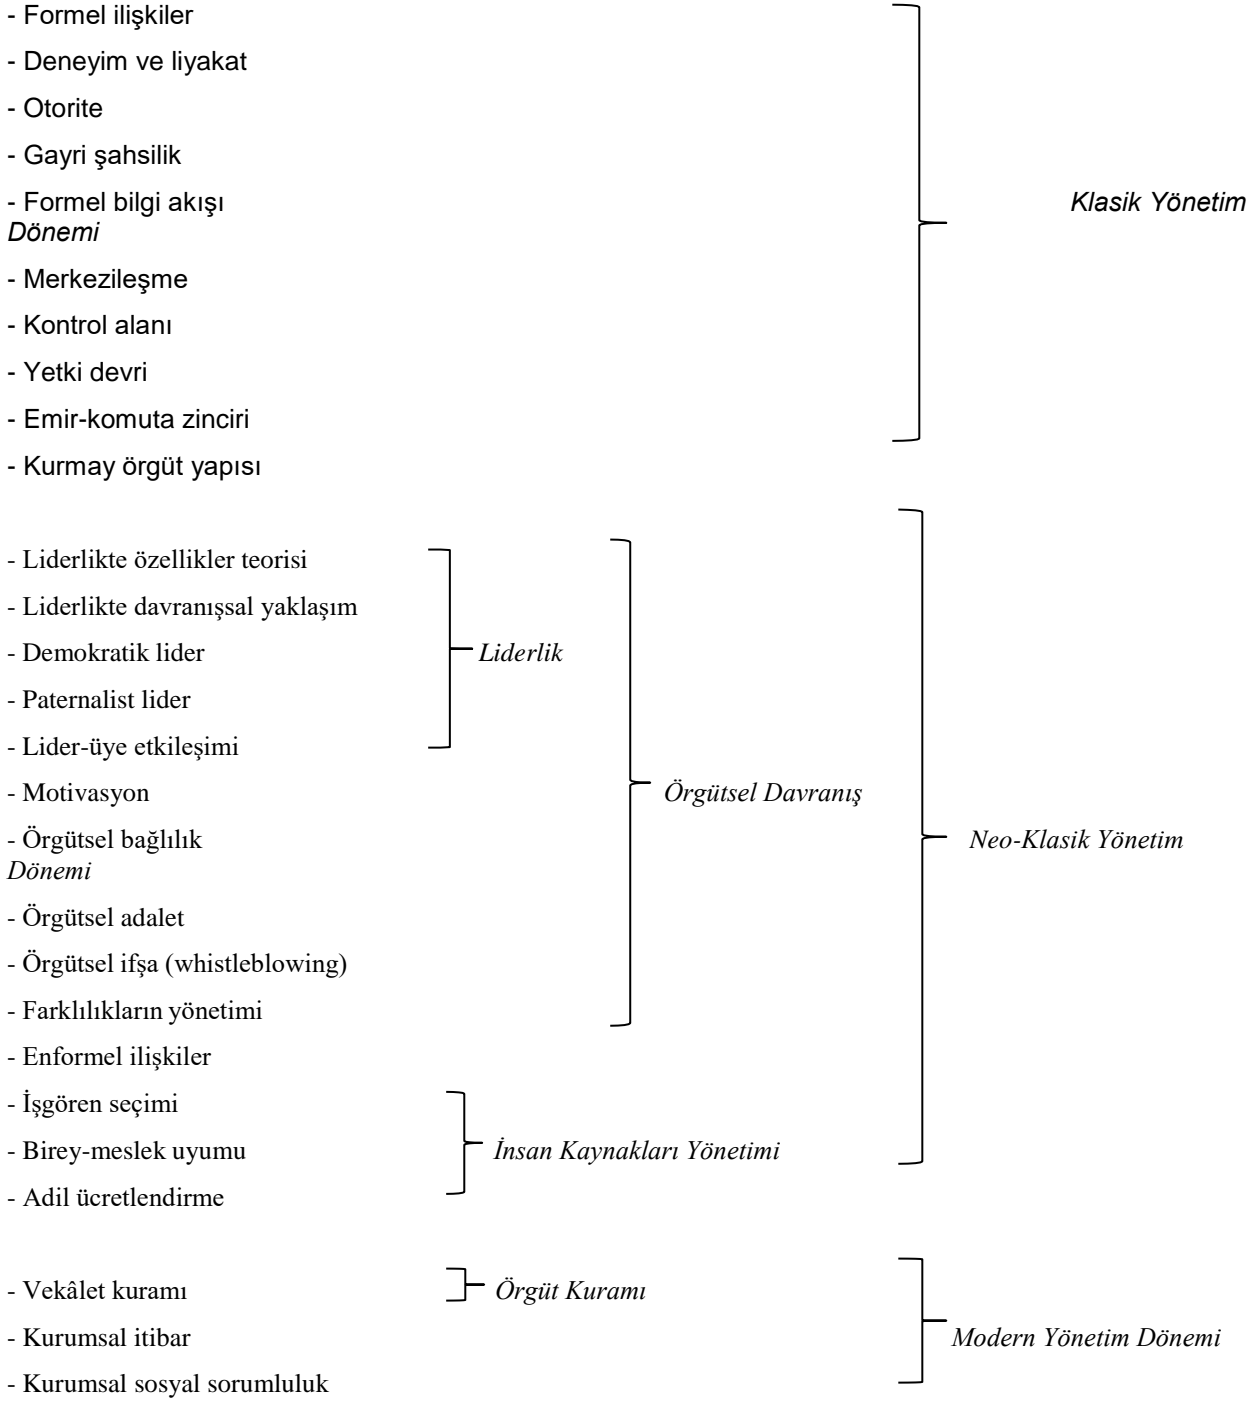 - Formel ilişkiler
- Deneyim ve liyakat
- Otorite
- Gayri şahsilik
- Formel bilgi akışı Klasik Yönetim
Dönemi
- Merkezileşme
- Kontrol alanı
- Yetki devri
- Emir-komuta zinciri
- Kurmay örgüt yapısı
- Liderlikte özellikler teorisi
- Liderlikte davranışsal yaklaşım
- Demokratik lider Liderlik
- Paternalist lider
- Lider-üye etkileşimi
- Motivasyon Örgütsel Davranış
- Örgütsel bağlılık Neo-Klasik Yönetim
Dönemi
- Örgütsel adalet
- Örgütsel ifşa (whistleblowing)
- Farklılıkların yönetimi
- Enformel ilişkiler
- İşgören seçimi
- Birey-meslek uyumu İnsan Kaynakları Yönetimi
- Adil ücretlendirme
- Vekâlet kuramı Örgüt Kuramı
- Kurumsal itibar Modern Yönetim Dönemi
- Kurumsal sosyal sorumluluk